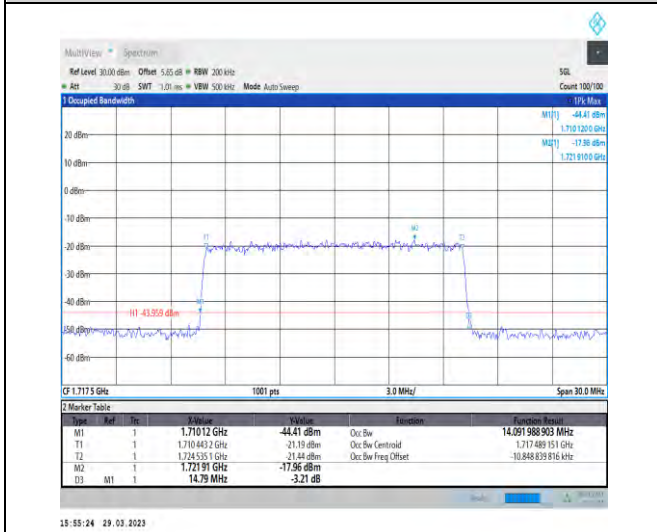 MultiView Spectrum
Ref Level 30.00 dBm Offset 5.85 dB RBW 200 kHz SGL
Att 30 dB SWT 1.01 ms VBW 500 kHz Mode Auto Sweep Count 100/100
1 Occupied Bandwidth 1Pk Max
M1[1] -44.41 dBm
1.710 120 0 GHz
M2[1] -17.96 dBm
1.721 910 0 GHz
20 dBm
10 dBm
0 dBm
-10 dBm
M2
T1 T2
-20 dBm
-30 dBm
-40 dBm
H1 -43.959 dBm
-50 dBm
-60 dBm
CF 1.7175 GHz 1001 pts 3.0 MHz/ Span 30.0 MHz
2 Marker Table
Type Ref Trc X-Value Y-Value Function Function Result
M1 1 1.71012 GHz -44.41 dBm Occ Bw 14.091 988 903 MHz
T1 1 1.710 443 2 GHz -21.19 dBm Occ Bw Centroid 1.717 489 151 GHz
T2 1 1.724 535 1 GHz -21.44 dBm Occ Bw Freq Offset -10.848 839 816 kHz
M2 1 1.721 91 GHz -17.96 dBm
D3 M1 1 14.79 MHz -3.21 dB
15:55:24 29.03.2023